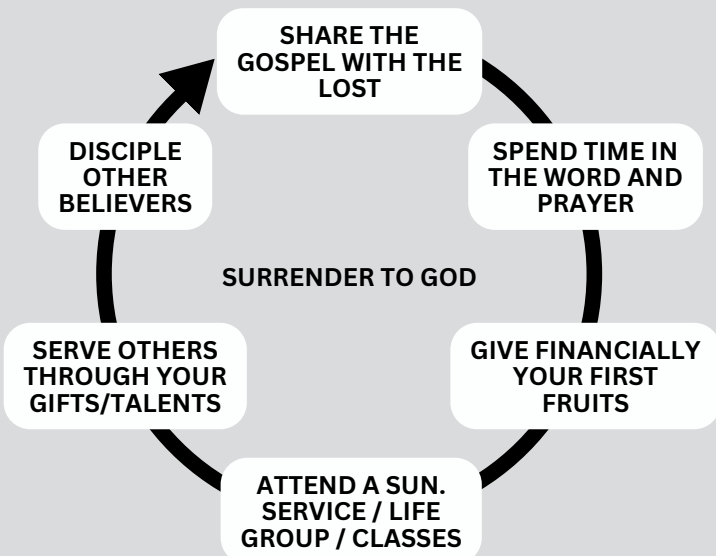 SHARE THE
GOSPEL WITH THE
LOST
SPEND TIME IN
THE WORD AND
PRAYER
GIVE FINANCIALLY
YOUR FIRST
FRUITS
ATTEND A SUN.
SERVICE / LIFE
GROUP / CLASSES
SERVE OTHERS
THROUGH YOUR
GIFTS/TALENTS
DISCIPLE
OTHER
BELIEVERS
SURRENDER TO GOD